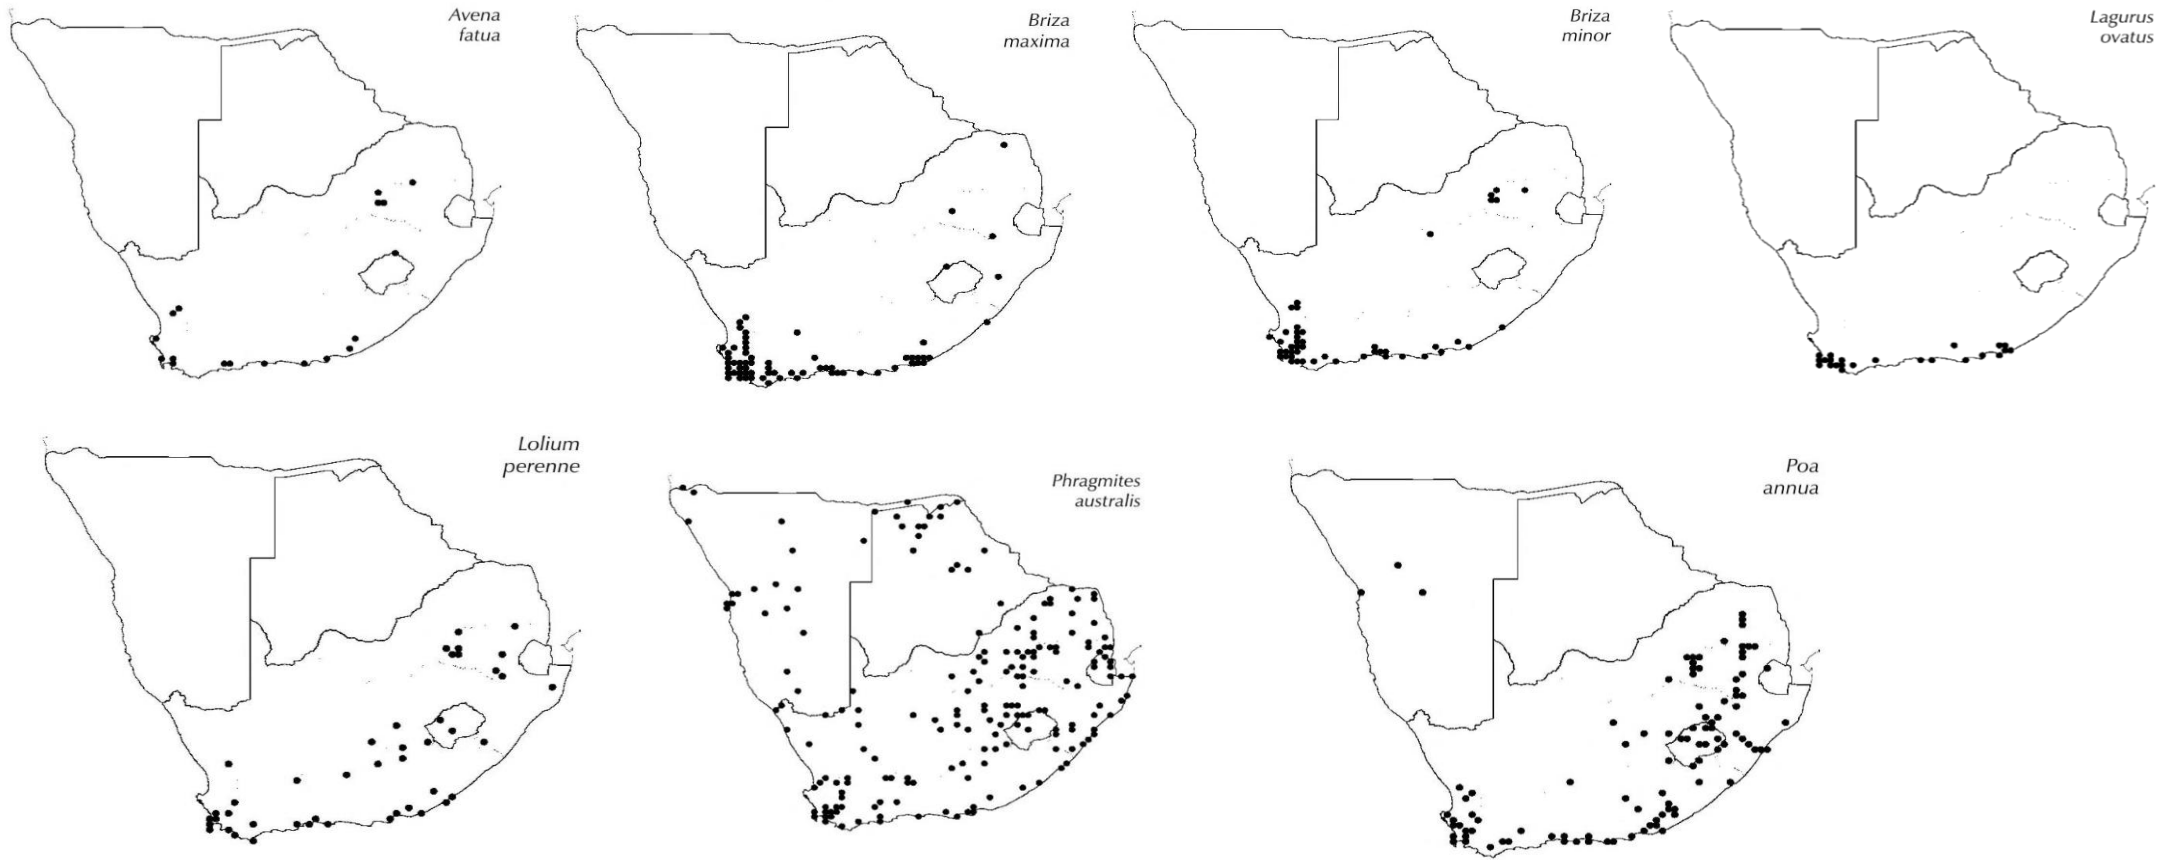 Avena
fatua
Briza
maxima
Briza
minor
Lagurus
ovatus
Lolium
perenne
Phragmites
australis
Poa
annua